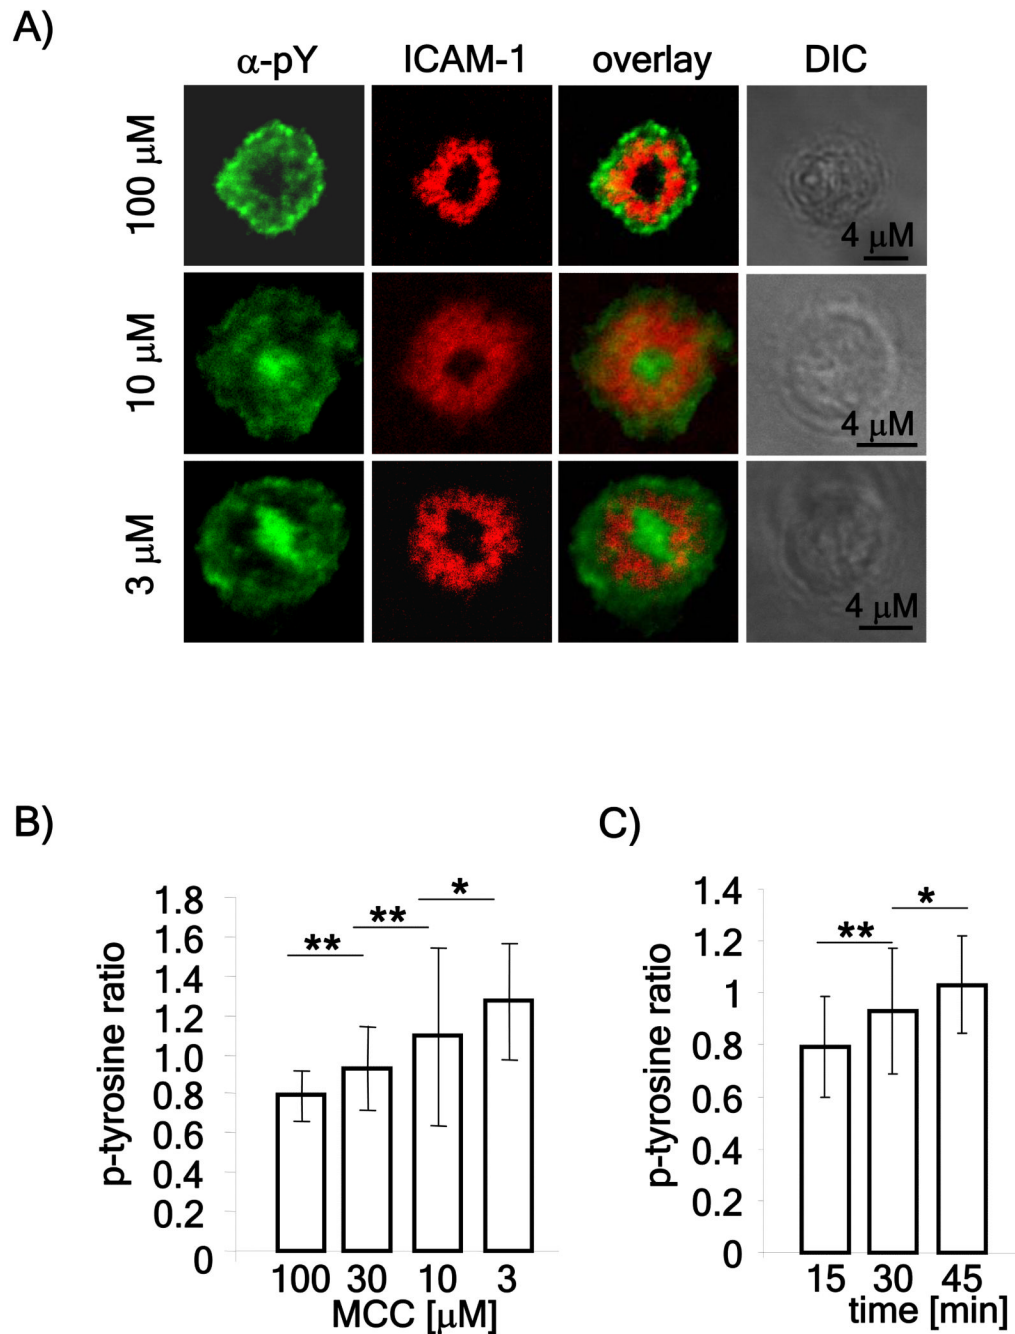 A)
α-pY ICAM-1 overlay DIC
100 μM
4 μM
10 μM
4 μM
3 μM
4 μM
B)
p-tyrosine ratio
1.8
1.6
1.4
1.2
1.0
0.8
0.6
0.4
0.2
0
** ** *
100 30 10 3
MCC [μM]
C)
p-tyrosine ratio
1.4
1.2
1
0.8
0.6
0.4
0.2
0
** *
15 30 45
time [min]